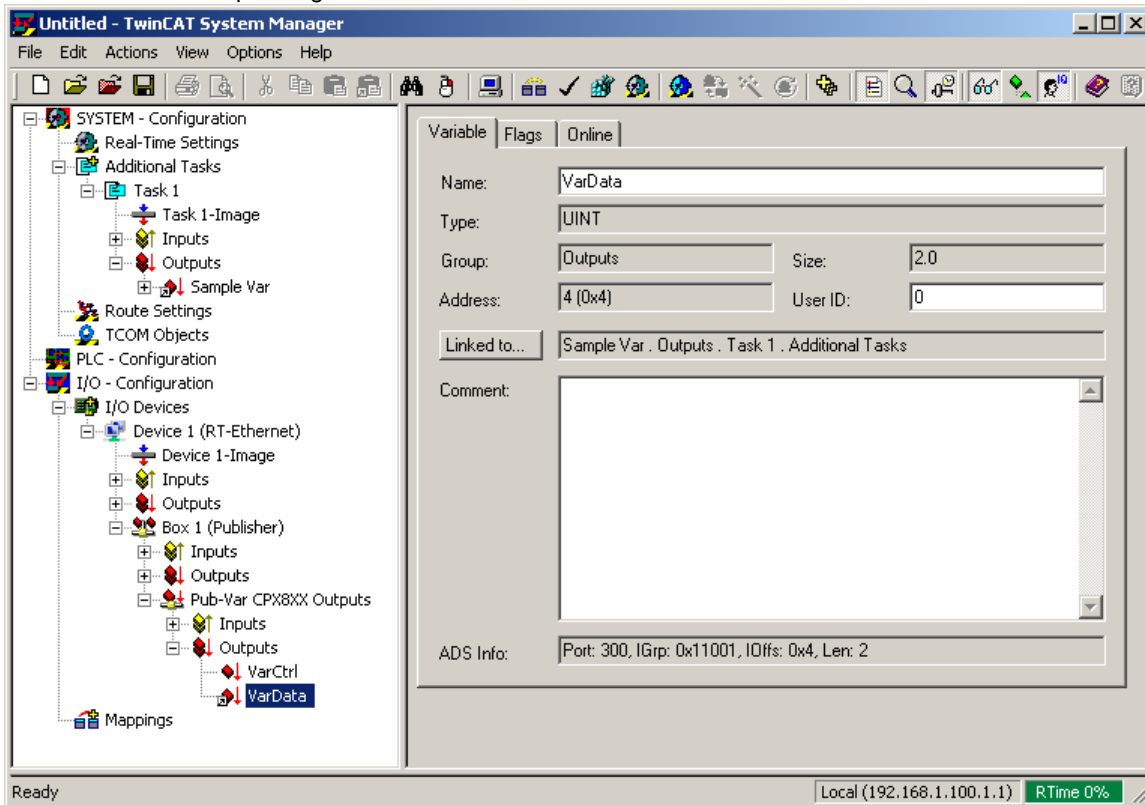 Untitled - TwinCAT System Manager
File Edit Actions View Options Help
SYSTEM - Configuration
Real-Time Settings
Additional Tasks
Task 1
Task 1-Image
Inputs
Outputs
Sample Var
Route Settings
TCOM Objects
PLC - Configuration
I/O - Configuration
I/O Devices
Device 1 (RT-Ethernet)
Device 1-Image
Inputs
Outputs
Box 1 (Publisher)
Inputs
Outputs
Pub-Var CPX8XX Outputs
Inputs
Outputs
VarCtrl
VarData
Mappings
Variable Flags Online
Name: VarData
Type: UINT
Group: Outputs Size: 2.0
Address: 4 (0x4) User ID: 0
Linked to... Sample Var . Outputs . Task 1 . Additional Tasks
Comment:
ADS Info: Port: 300, IGrp: 0x11001, IOffs: 0x4, Len: 2
Ready Local (192.168.1.100.1.1) RTime 0%